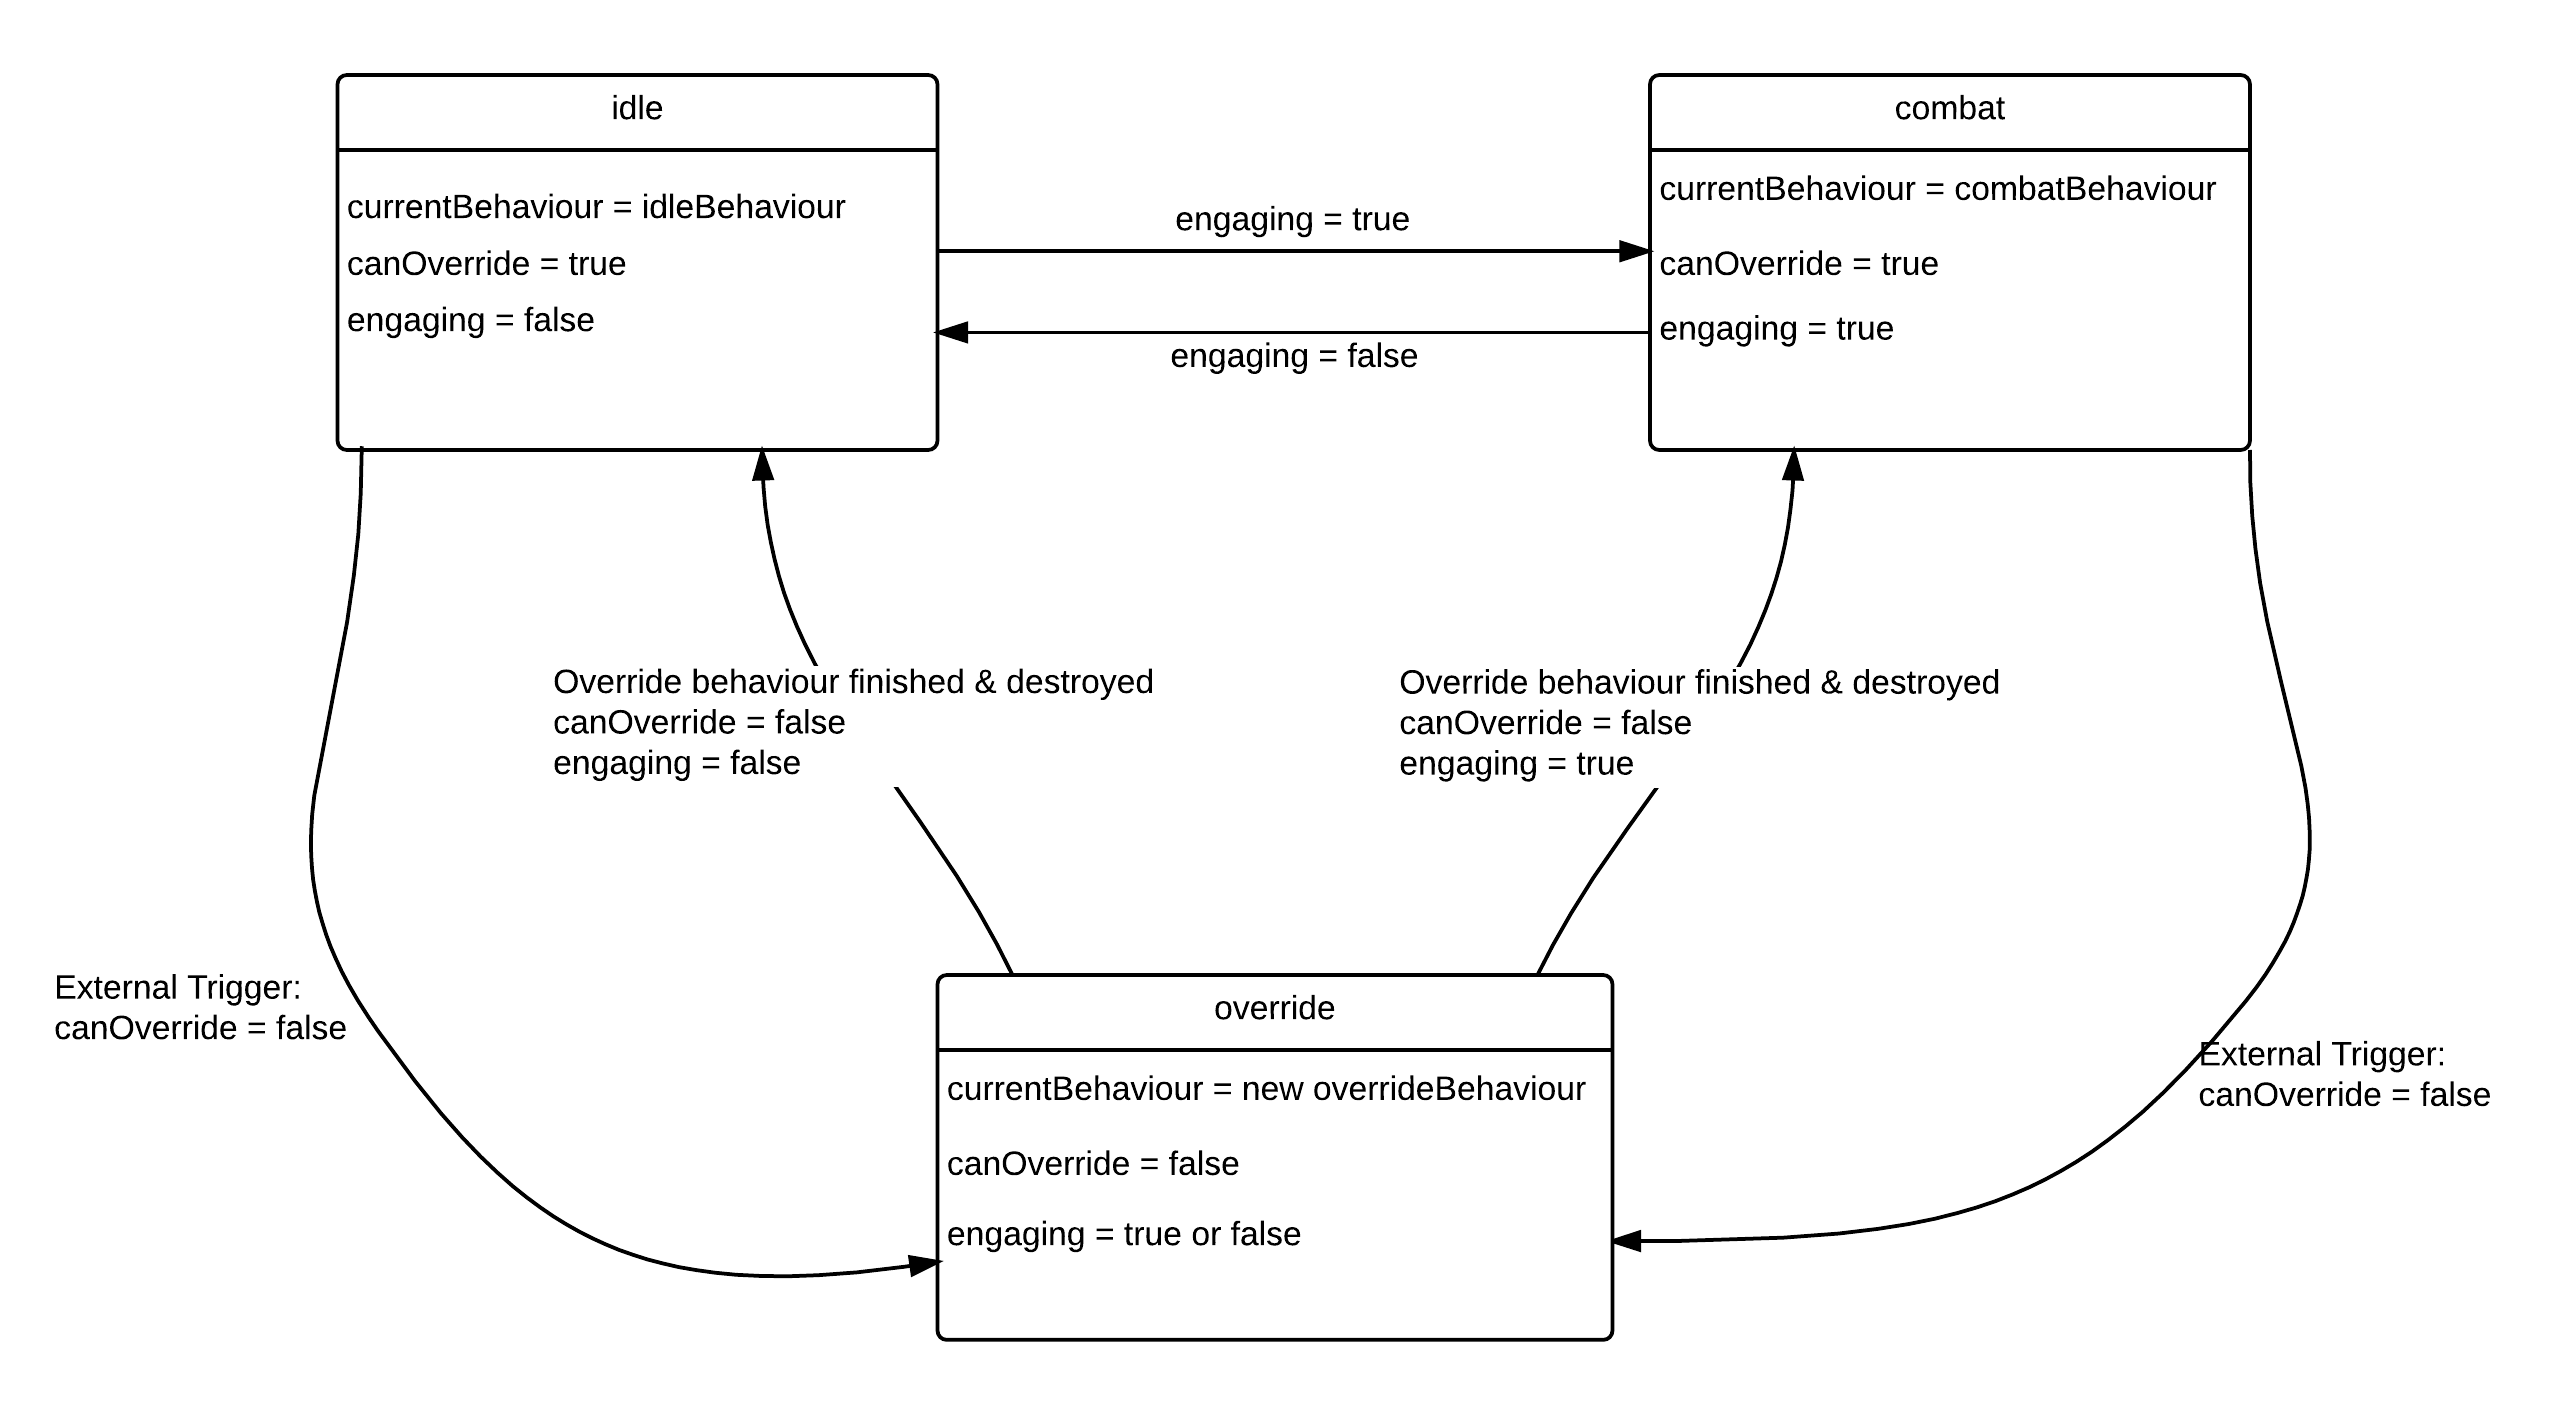 idle
currentBehaviour = idleBehaviour
canOverride = true
engaging = false
engaging = true
engaging = false
combat
currentBehaviour = combatBehaviour
canOverride = true
engaging = true
Override behaviour finished & destroyed
canOverride = false
engaging = false
Override behaviour finished & destroyed
canOverride = false
engaging = true
External Trigger:
canOverride = false
override
currentBehaviour = new overrideBehaviour
canOverride = false
engaging = true or false
External Trigger:
canOverride = false